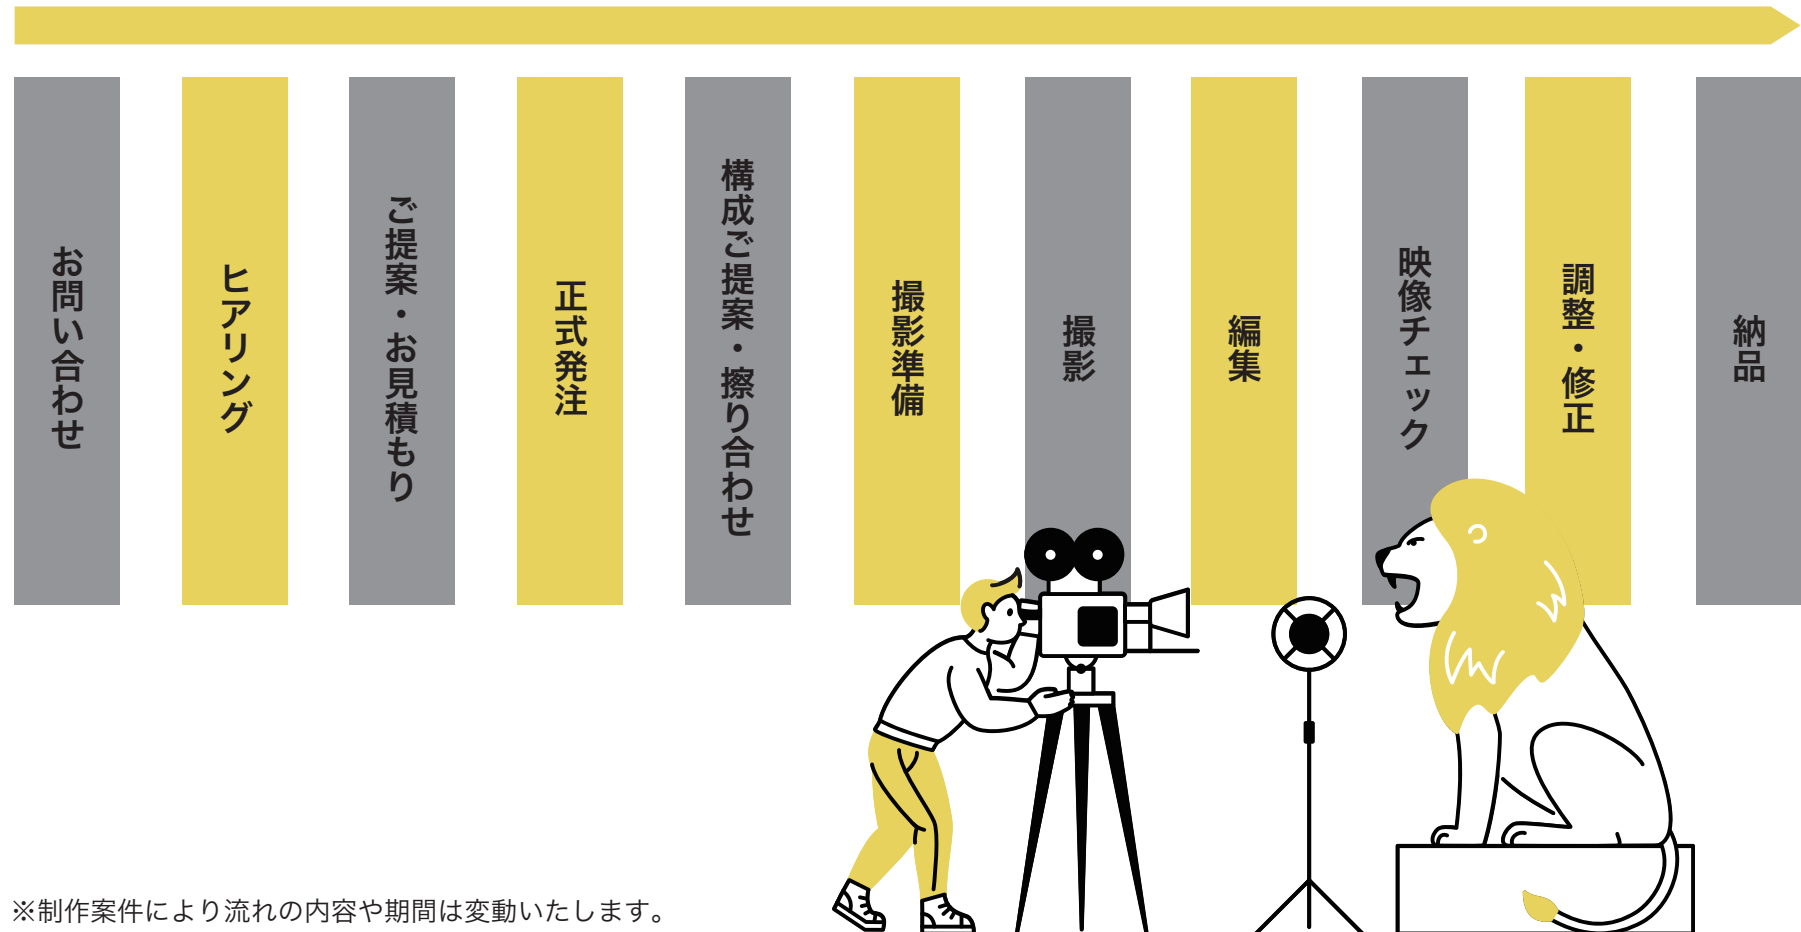 お問い合わせ
ヒアリング
ご提案・お見積もり
正式発注
構成ご提案・擦り合わせ
撮影準備
撮影
編集
映像チェック
調整・修正
納品
※制作案件により流れの内容や期間は変動いたします。